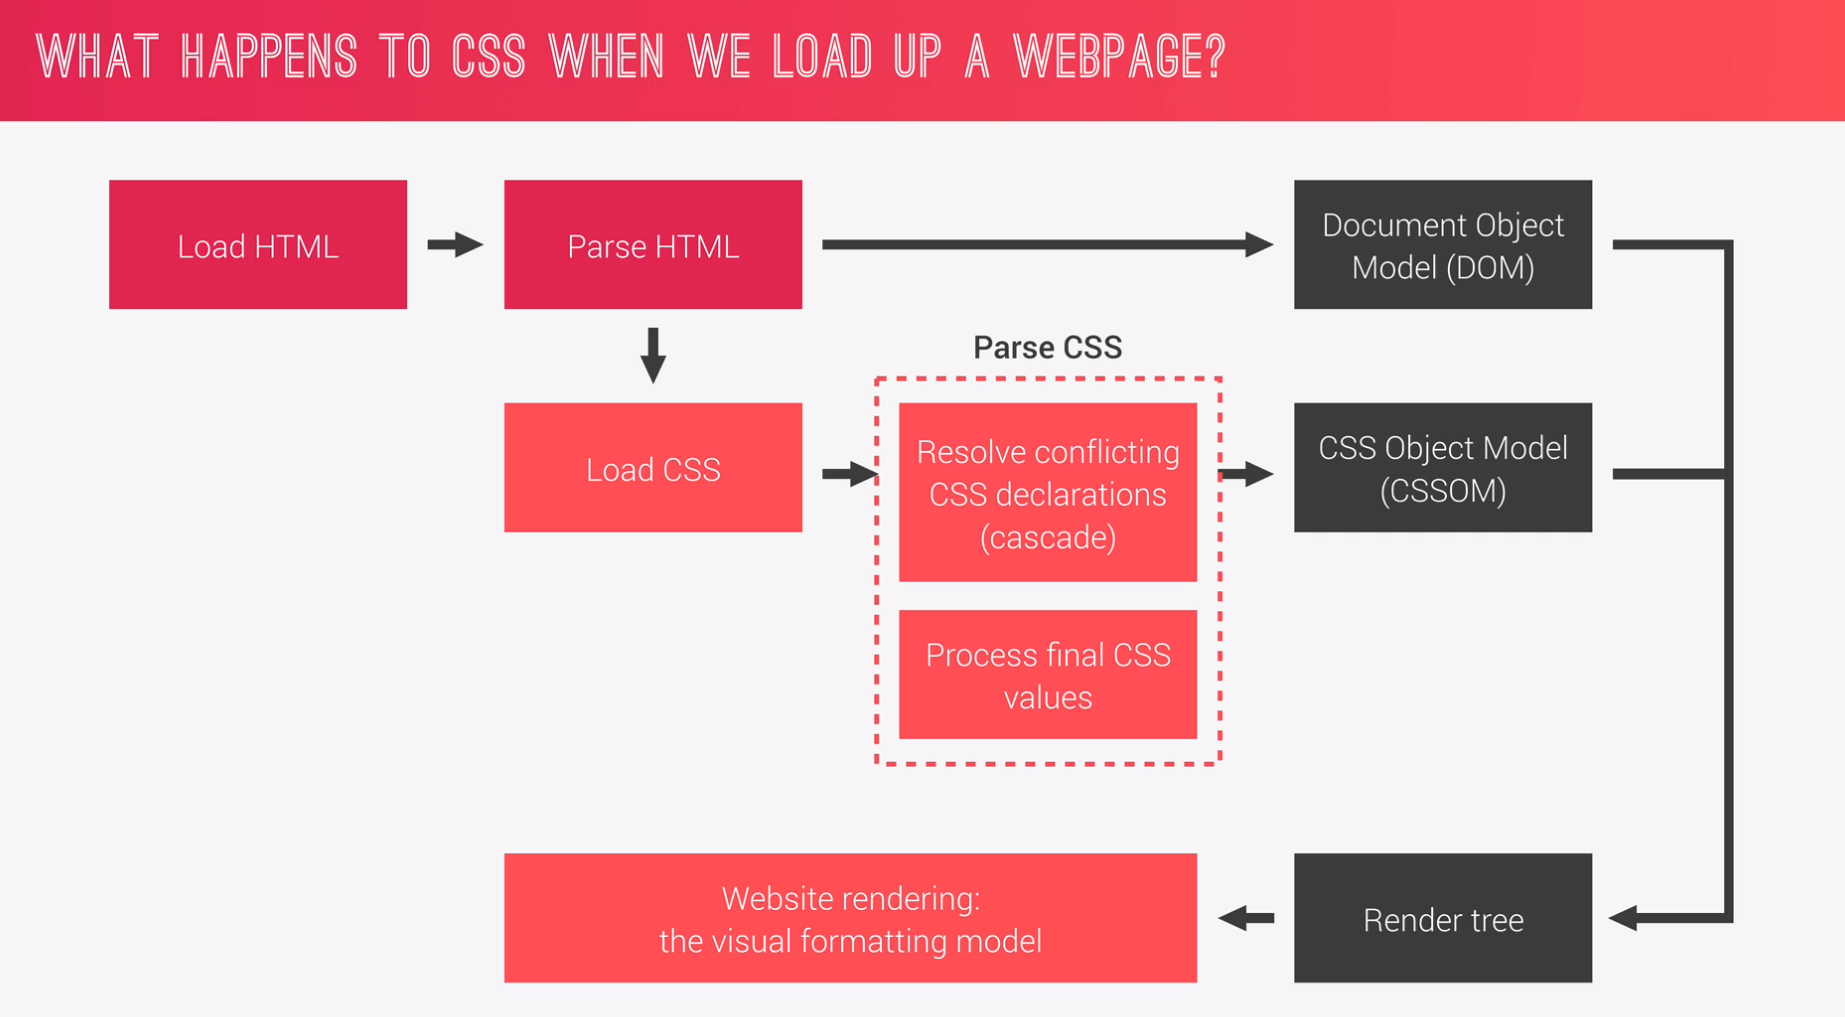 WHAT HAPPENS TO CSS WHEN WE LOAD UP A WEBPAGE?
Load HTML
Parse HTML
Document Object
Model (DOM)
Parse CSS
Load CSS
Resolve conflicting
CSS declarations
(cascade)
CSS Object Model
(CSSOM)
Process final CSS
values
Website rendering:
the visual formatting model
Render tree